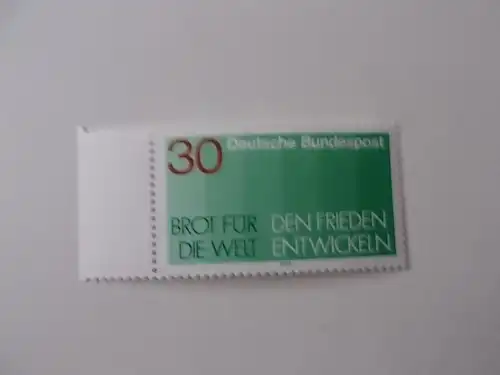 30 Deutsche Bundespost
BROT FÜR DEN FRIEDEN
DIE WELT ENTWICKELN